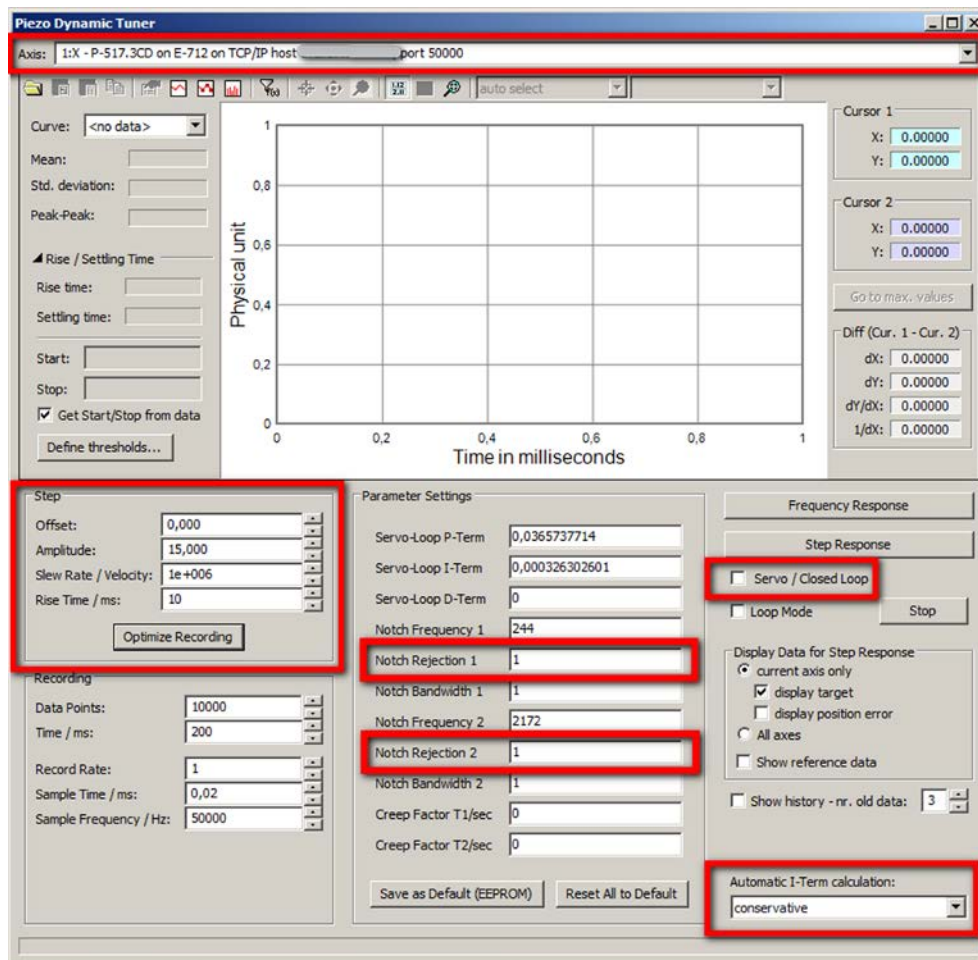 Piezo Dynamic Tuner
Axis: 1:X - P-517.3CD on E-712 on TCP/IP host port 50000
auto select
Curve: <no data>
Mean:
Std. deviation:
Peak-Peak:
Rise / Settling Time
Rise time:
Settling time:
Start:
Stop:
Get Start/Stop from data
Define thresholds...
Physical unit
1
0,8
0,6
0,4
0,2
0
0 0,2 0,4 0,6 0,8 1
Time in milliseconds
Cursor 1
X: 0.00000
Y: 0.00000
Cursor 2
X: 0.00000
Y: 0.00000
Go to max. values
Diff (Cur. 1 - Cur. 2)
dX: 0.00000
dY: 0.00000
dY/dX: 0.00000
1/dX: 0.00000
Step
Offset: 0,000
Amplitude: 15,000
Slew Rate / Velocity: 1e+006
Rise Time / ms: 10
Optimize Recording
Recording
Data Points: 10000
Time / ms: 200
Record Rate: 1
Sample Time / ms: 0,02
Sample Frequency / Hz: 50000
Parameter Settings
Servo-Loop P-Term 0,0365737714
Servo-Loop I-Term 0,000326302601
Servo-Loop D-Term 0
Notch Frequency 1 244
Notch Rejection 1 1
Notch Bandwidth 1 1
Notch Frequency 2 2172
Notch Rejection 2 1
Notch Bandwidth 2 1
Creep Factor T1/sec 0
Creep Factor T2/sec 0
Save as Default (EEPROM) Reset All to Default
Frequency Response
Step Response
Servo / Closed Loop
Loop Mode Stop
Display Data for Step Response
current axis only
display target
display position error
All axes
Show reference data
Show history - nr. old data: 3
Automatic I-Term calculation:
conservative